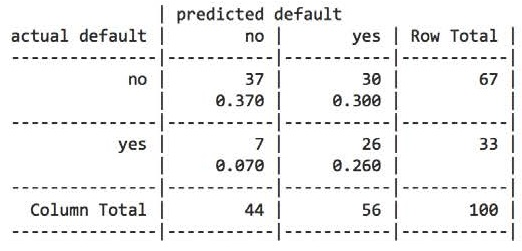 | predicted default
actual default | no | yes | Row Total |
---------------|-----------|-----------|-----------|
no | 37 | 30 | 67 |
| 0.370 | 0.300 | |
---------------|-----------|-----------|-----------|
yes | 7 | 26 | 33 |
| 0.070 | 0.260 | |
---------------|-----------|-----------|-----------|
Column Total | 44 | 56 | 100 |
---------------|-----------|-----------|-----------|